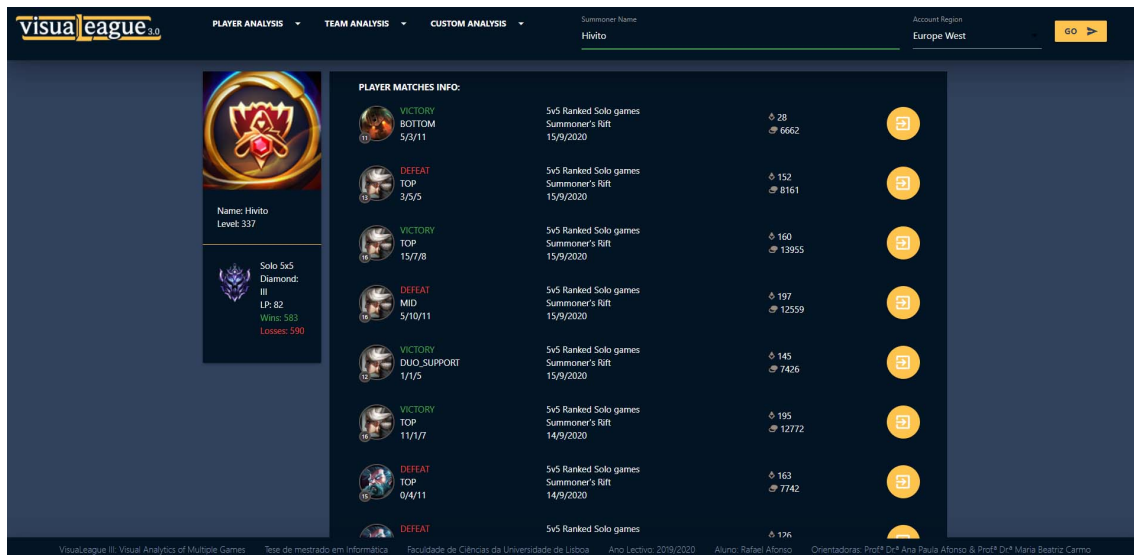 visuaLeague 3.0
PLAYER ANALYSIS
TEAM ANALYSIS
CUSTOM ANALYSIS
Summoner Name
Hivito
Account Region
Europe West
GO
Name: Hivito
Level: 337
Solo 5x5
Diamond:
III
LP: 82
Wins: 583
Losses: 590
PLAYER MATCHES INFO:
11
VICTORY
BOTTOM
5/3/11
5v5 Ranked Solo games
Summoner's Rift
15/9/2020
28
6662
13
DEFEAT
TOP
3/5/5
5v5 Ranked Solo games
Summoner's Rift
15/9/2020
152
8161
16
VICTORY
TOP
15/7/8
5v5 Ranked Solo games
Summoner's Rift
15/9/2020
160
13955
16
DEFEAT
MID
5/10/11
5v5 Ranked Solo games
Summoner's Rift
15/9/2020
197
12559
12
VICTORY
DUO_SUPPORT
1/1/5
5v5 Ranked Solo games
Summoner's Rift
15/9/2020
145
7426
16
VICTORY
TOP
11/1/7
5v5 Ranked Solo games
Summoner's Rift
14/9/2020
195
12772
15
DEFEAT
TOP
0/4/11
5v5 Ranked Solo games
Summoner's Rift
14/9/2020
163
7742
DEFEAT
5v5 Ranked Solo games
126
VisuaLeague III: Visual Analytics of Multiple Games
Tese de mestrado em Informática
Faculdade de Ciências da Universidade de Lisboa
Ano Lectivo: 2019/2020
Aluno: Rafael Afonso
Orientadoras: Prof.ª Dr.ª Ana Paula Afonso & Prof.ª Dr.ª Maria Beatriz Carmo